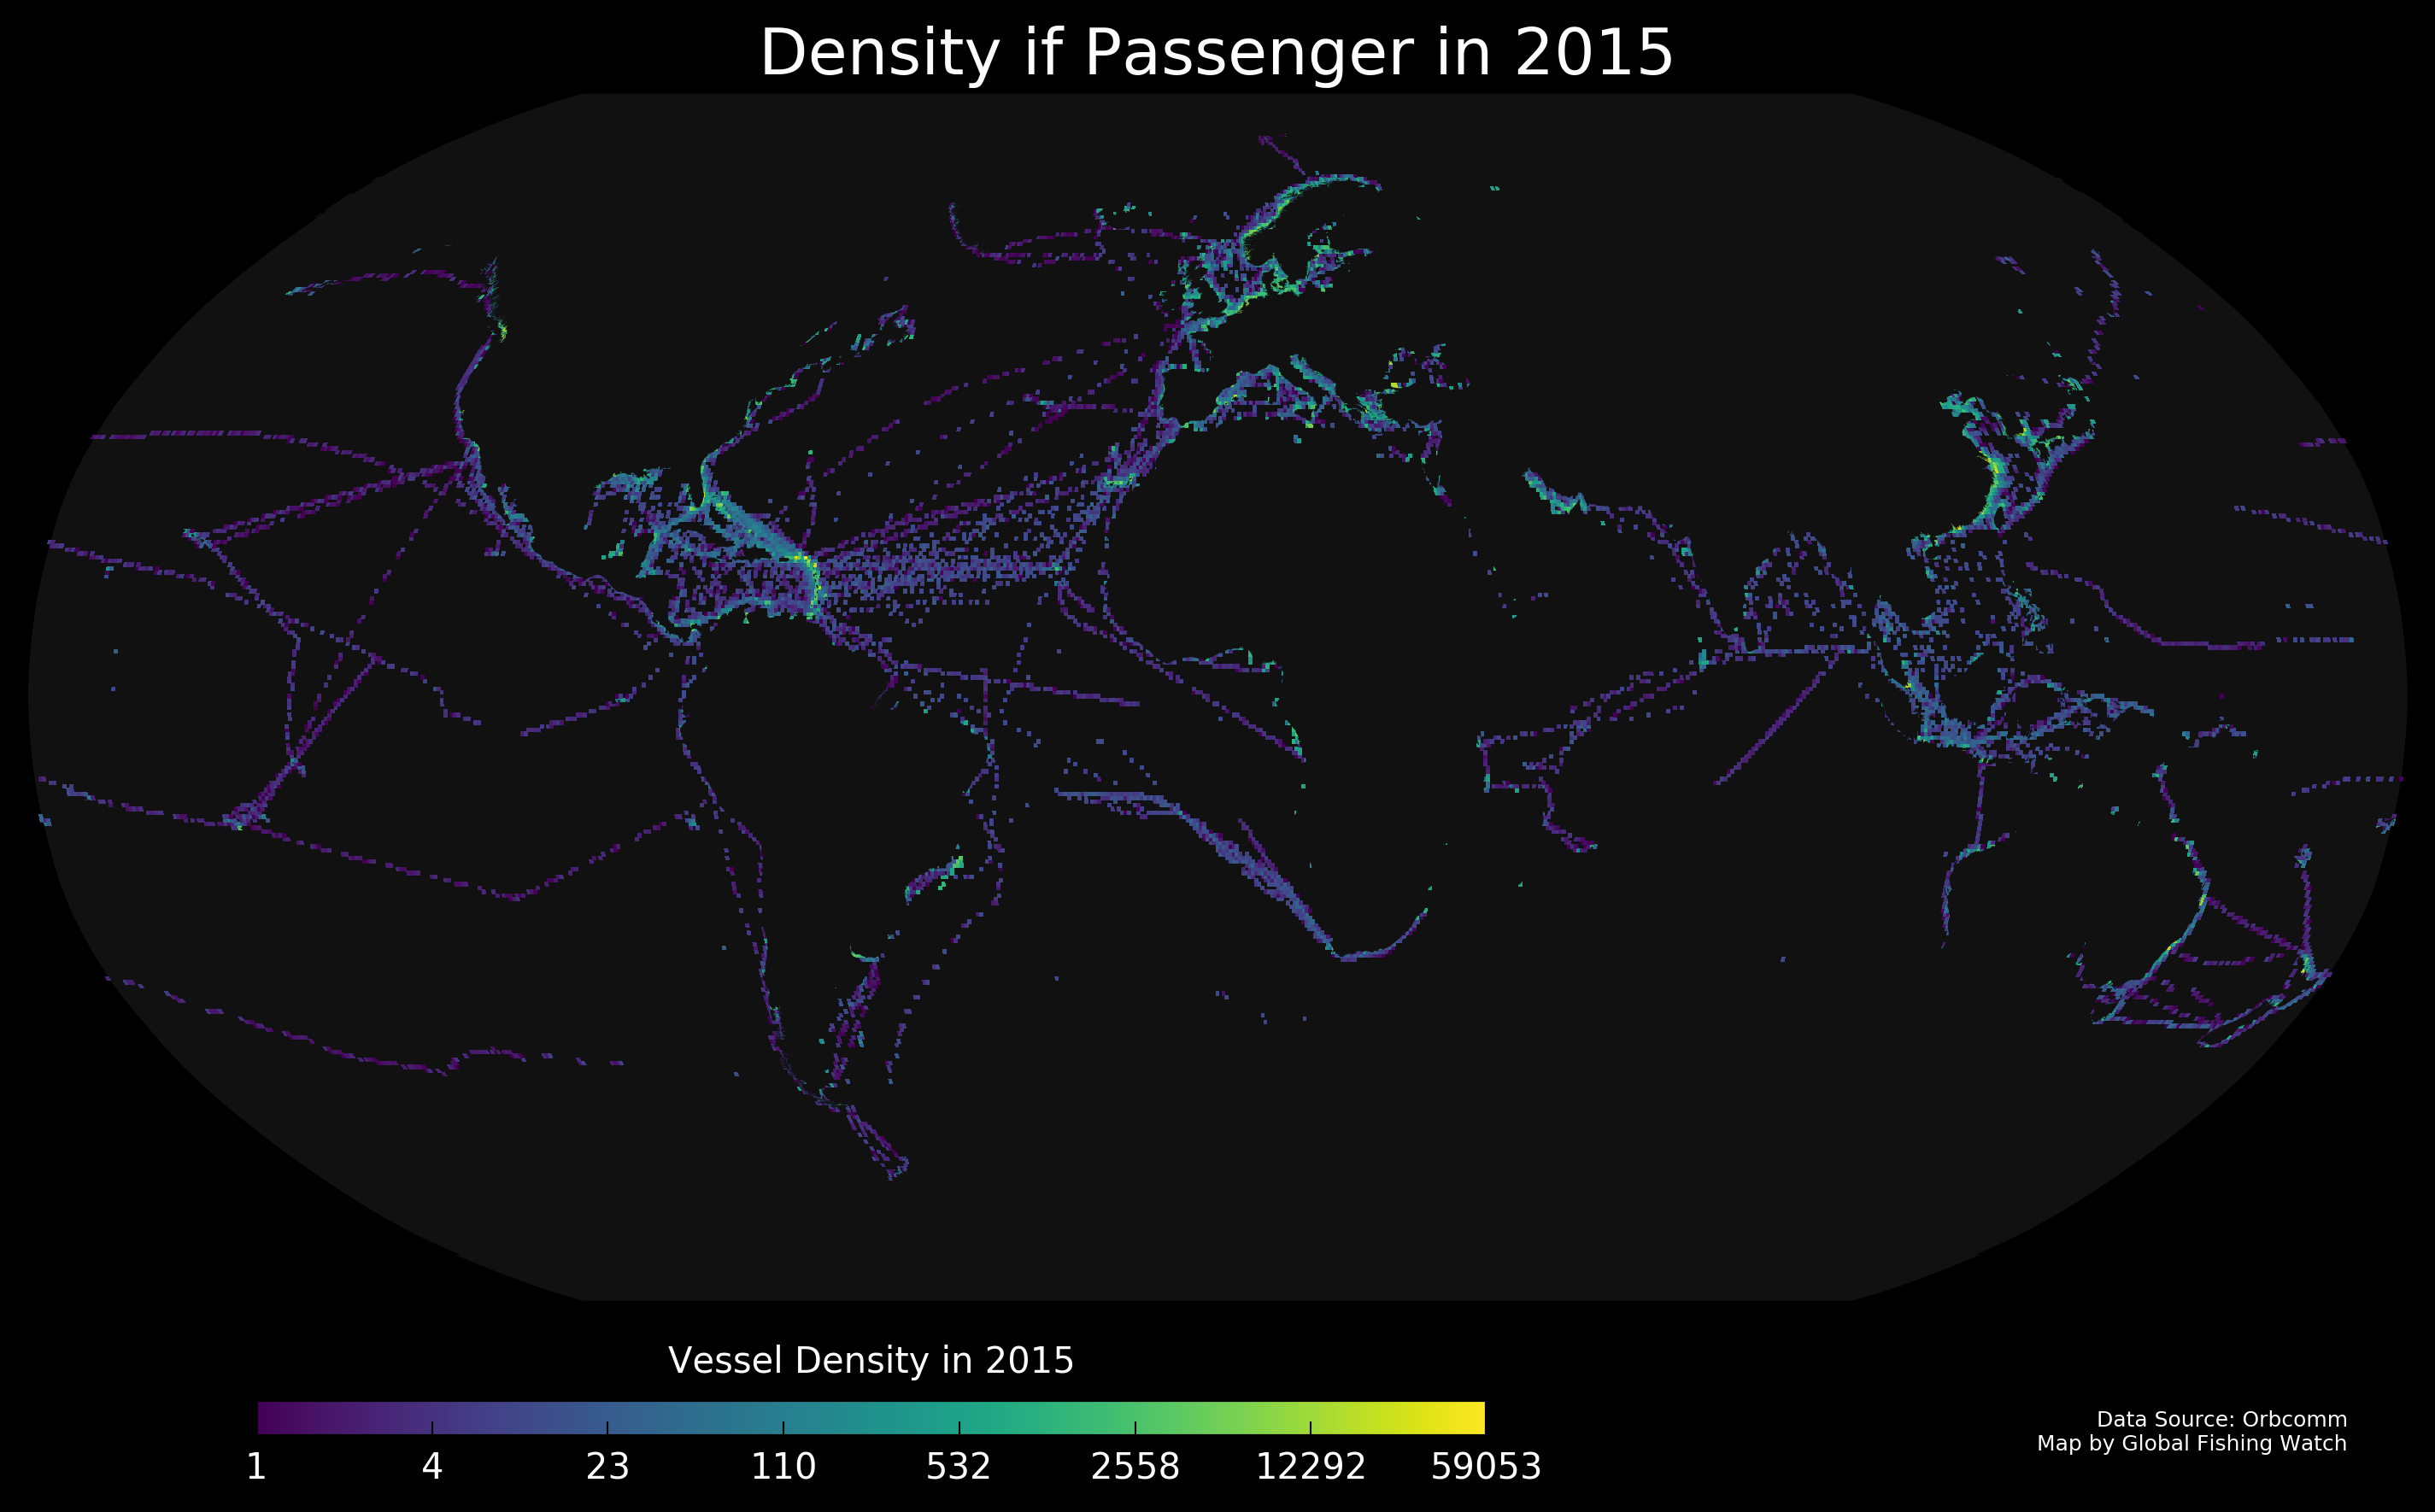 Density if Passenger in 2015
Vessel Density in 2015
1 4 23 110 532 2558 12292 59053
Data Source: Orbcomm
Map by Global Fishing Watch